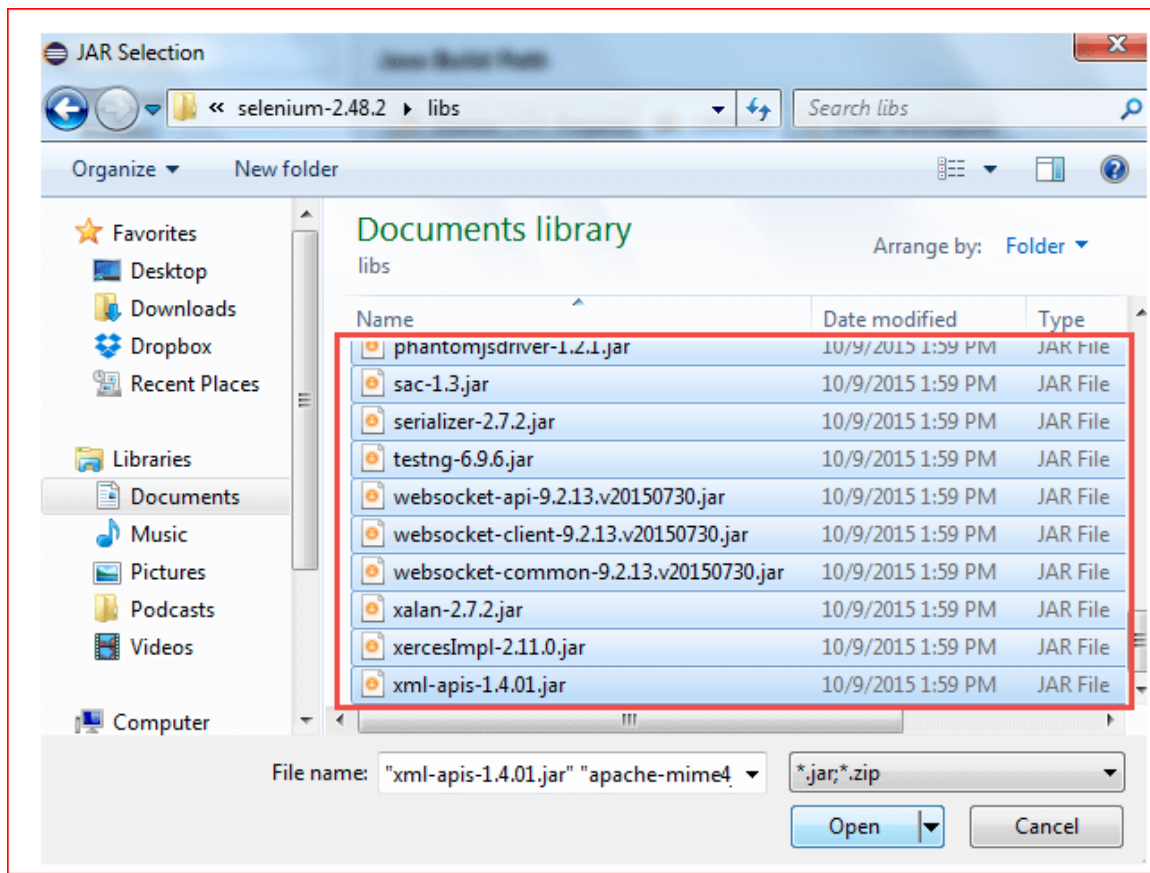 JAR Selection
Java Build Path
« selenium-2.48.2 ▸ libs
Search libs
Organize
New folder
Favorites
Desktop
Downloads
Dropbox
Recent Places
Libraries
Documents
Music
Pictures
Podcasts
Videos
Computer
Documents library
libs
Arrange by: Folder
Name Date modified Type
phantomjsdriver-1.2.1.jar 10/9/2015 1:59 PM JAR File
sac-1.3.jar 10/9/2015 1:59 PM JAR File
serializer-2.7.2.jar 10/9/2015 1:59 PM JAR File
testng-6.9.6.jar 10/9/2015 1:59 PM JAR File
websocket-api-9.2.13.v20150730.jar 10/9/2015 1:59 PM JAR File
websocket-client-9.2.13.v20150730.jar 10/9/2015 1:59 PM JAR File
websocket-common-9.2.13.v20150730.jar 10/9/2015 1:59 PM JAR File
xalan-2.7.2.jar 10/9/2015 1:59 PM JAR File
xercesImpl-2.11.0.jar 10/9/2015 1:59 PM JAR File
xml-apis-1.4.01.jar 10/9/2015 1:59 PM JAR File
File name: "xml-apis-1.4.01.jar" "apache-mime4 *.jar;*.zip
Open Cancel